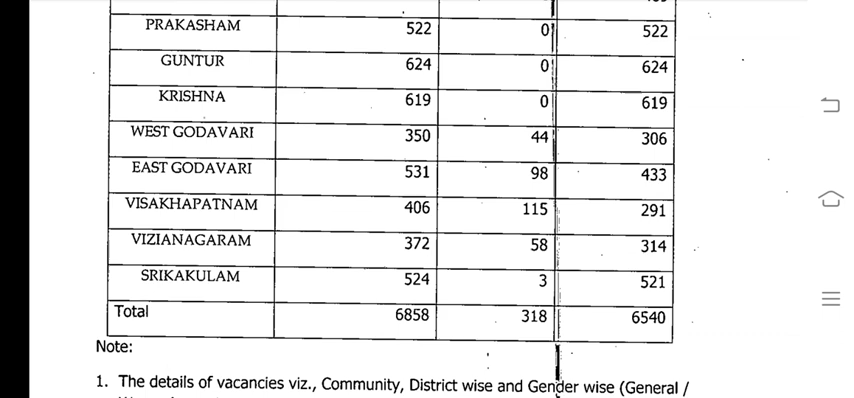 PRAKASHAM 522 0 522
GUNTUR 624 0 624
KRISHNA 619 0 619
WEST GODAVARI 350 44 306
EAST GODAVARI 531 98 433
VISAKHAPATNAM 406 115 291
VIZIANAGARAM 372 58 314
SRIKAKULAM 524 3 521
Total 6858 318 6540
Note:
1. The details of vacancies viz., Community, District wise and Gender wise (General /